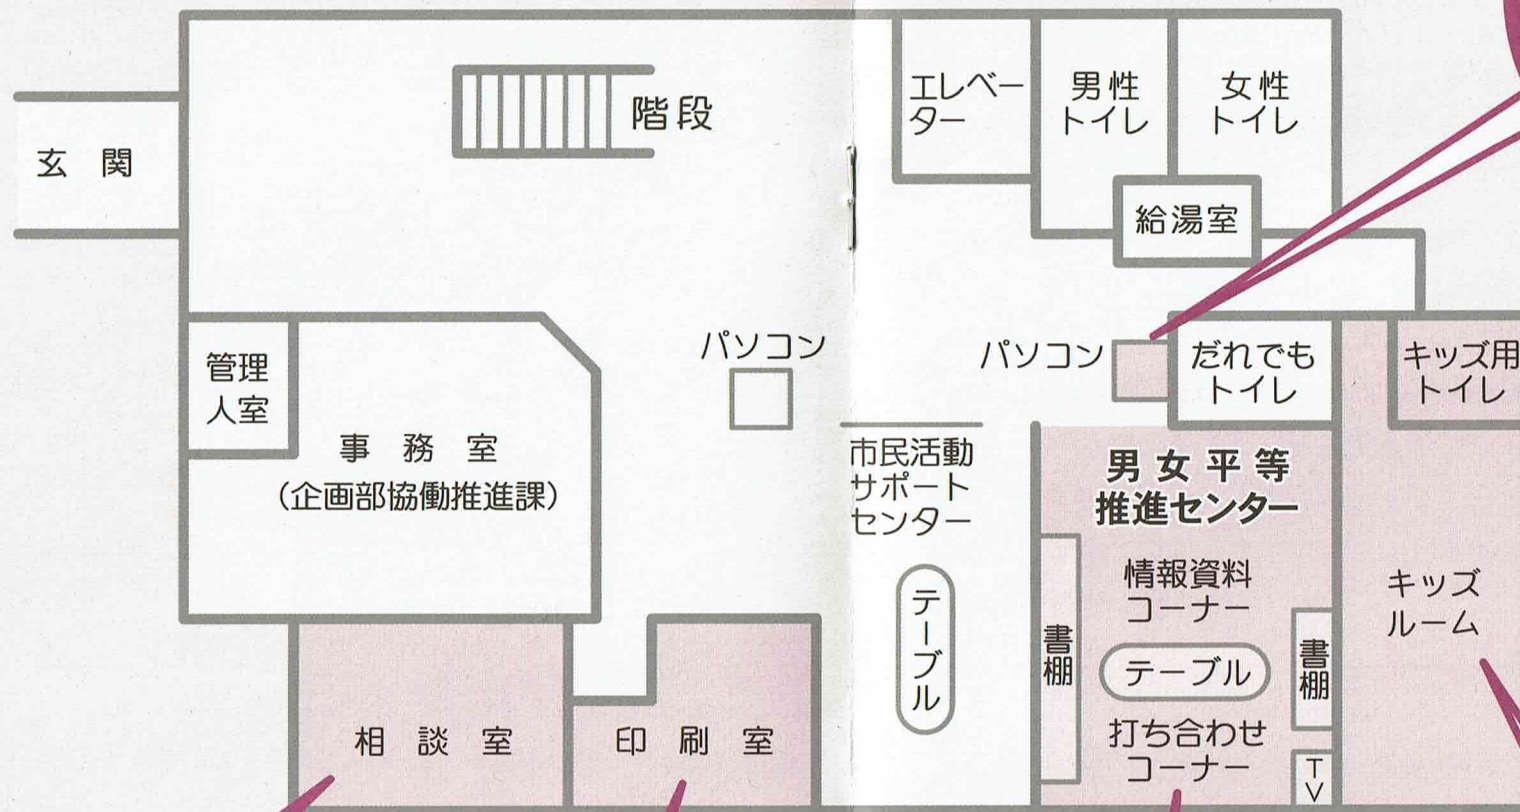 階段
エレベー
ター
男性
トイレ
女性
トイレ
玄関
給湯室
管理
人室
事務室
(企画部協働推進課)
パソコン
パソコン
だれでも
トイレ
キッズ用
トイレ
市民活動
サポート
センター
テーブル
男女平等
推進センター
情報資料
コーナー
書棚
テーブル
書棚
打ち合わせ
コーナー
TV
キッズ
ルーム
相談室
印刷室